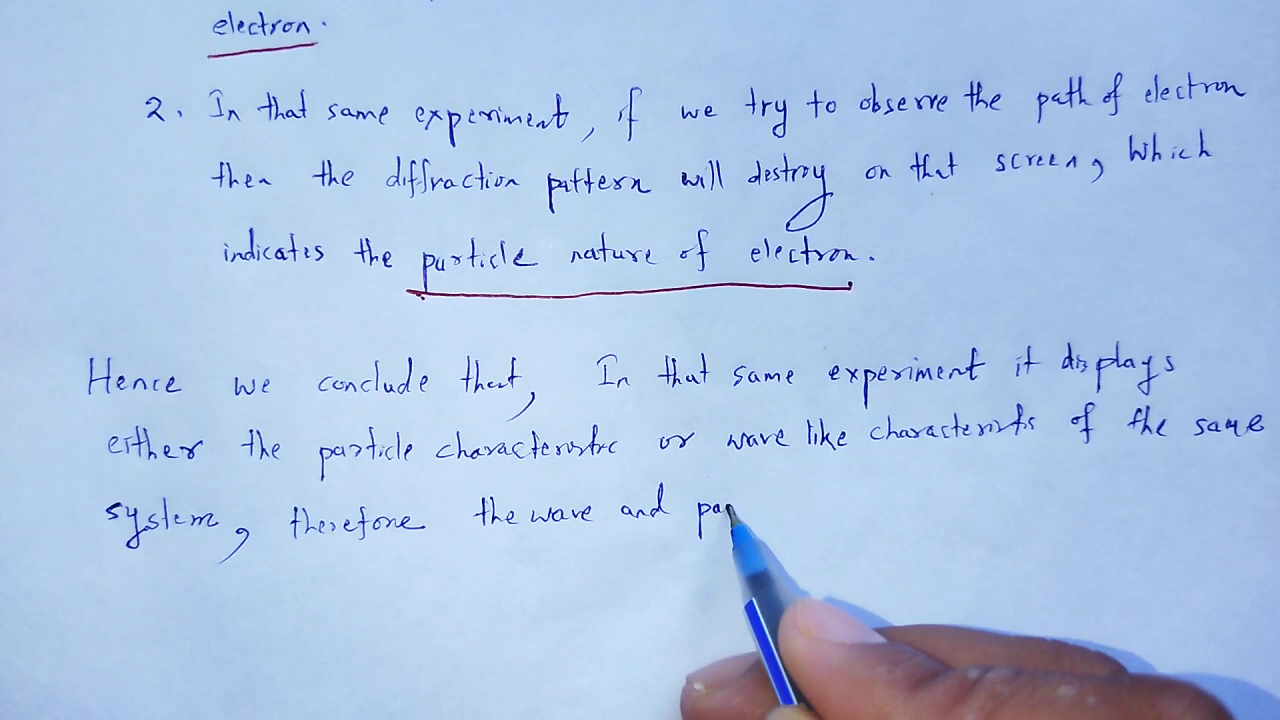 electron.
2. In that same experiment, if we try to observe the path of electron
then the diffraction pattern will destroy on that screen, which
indicates the particle nature of electron.
Hence we conclude that, In that same experiment it displays
either the particle characteristic or wave like characteristis of the same
system, therefore the wave and pa